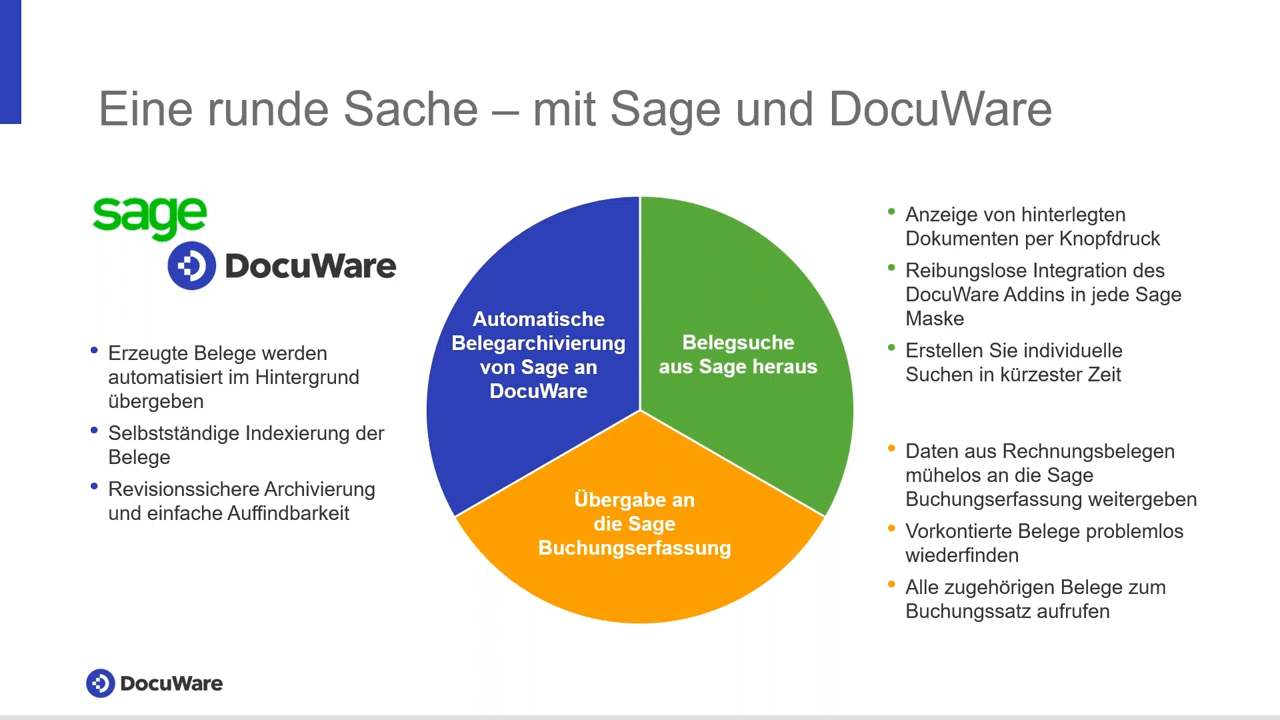 Eine runde Sache – mit Sage und DocuWare
sage
DocuWare
• Erzeugte Belege werden
automatisiert im Hintergrund
übergeben
• Selbstständige Indexierung der
Belege
• Revisionssichere Archivierung
und einfache Auffindbarkeit
Automatische
Belegarchivierung
von Sage an
DocuWare
Belegsuche
aus Sage heraus
Übergabe an
die Sage
Buchungserfassung
• Anzeige von hinterlegten
Dokumenten per Knopfdruck
• Reibungslose Integration des
DocuWare Addins in jede Sage
Maske
• Erstellen Sie individuelle
Suchen in kürzester Zeit
• Daten aus Rechnungsbelegen
mühelos an die Sage
Buchungserfassung weitergeben
• Vorkontierte Belege problemlos
wiederfinden
• Alle zugehörigen Belege zum
Buchungssatz aufrufen
DocuWare